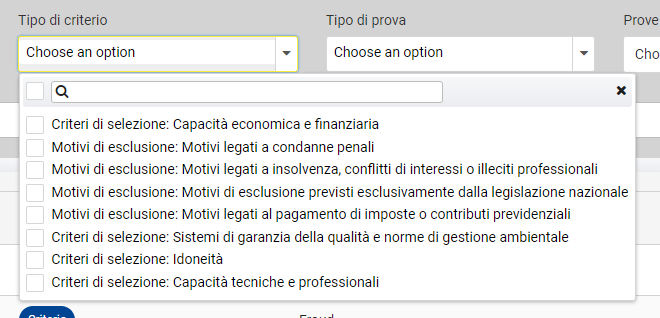 Tipo di criterio Tipo di prova Prove
Choose an option Choose an option Cho
Criteri di selezione: Capacità economica e finanziaria
Motivi di esclusione: Motivi legati a condanne penali
Motivi di esclusione: Motivi legati a insolvenza, conflitti di interessi o illeciti professionali
Motivi di esclusione: Motivi di esclusione previsti esclusivamente dalla legislazione nazionale
Motivi di esclusione: Motivi legati al pagamento di imposte o contributi previdenziali
Criteri di selezione: Sistemi di garanzia della qualità e norme di gestione ambientale
Criteri di selezione: Idoneità
Criteri di selezione: Capacità tecniche e professionali